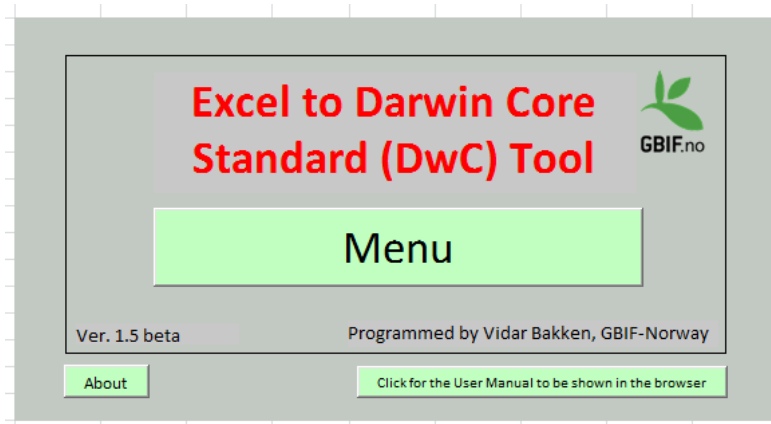 Excel to Darwin Core
Standard (DwC) Tool
GBIF.no
Menu
Ver. 1.5 beta
Programmed by Vidar Bakken, GBIF-Norway
About
Click for the User Manual to be shown in the browser